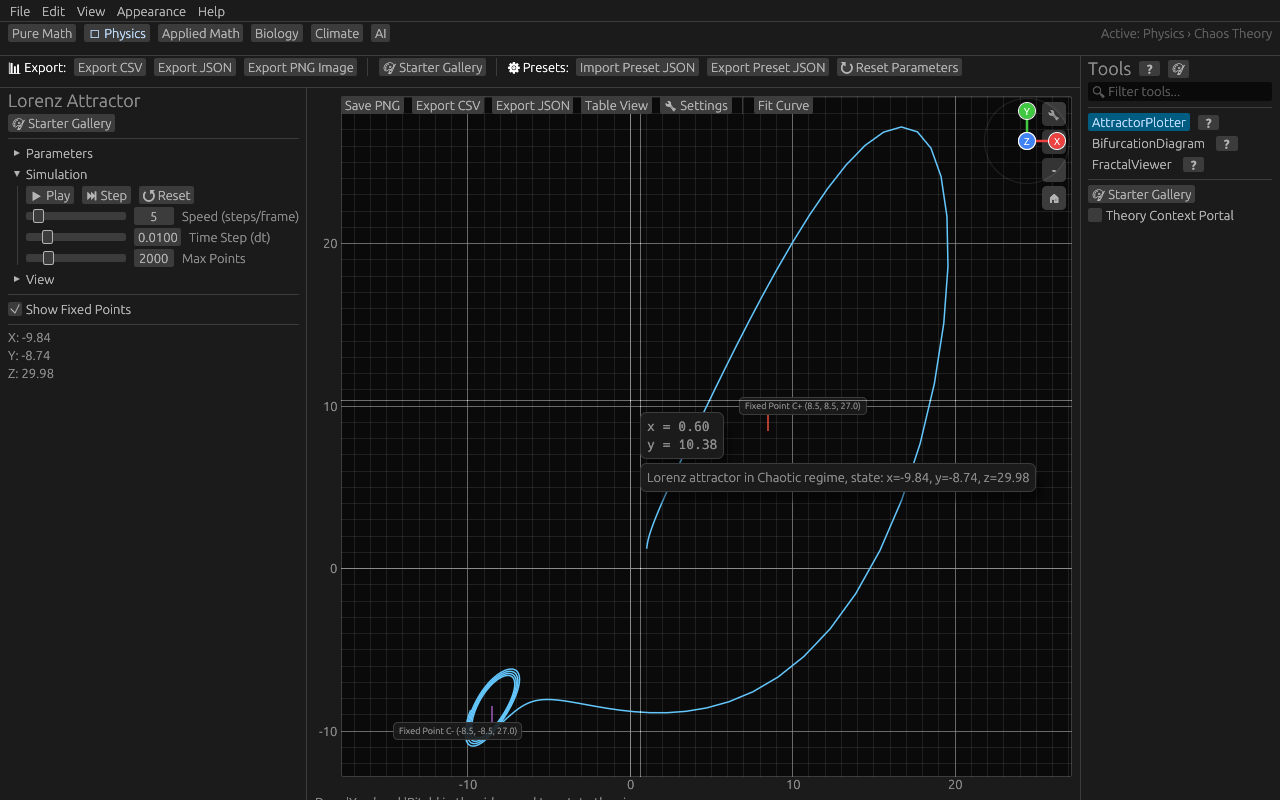 File Edit View Appearance Help
Pure Math Physics Applied Math Biology Climate AI Active: Physics › Chaos Theory
Export: Export CSV Export JSON Export PNG Image Starter Gallery Presets: Import Preset JSON Export Preset JSON Reset Parameters
Lorenz Attractor
Starter Gallery
Parameters
Simulation
Play Step Reset
5 Speed (steps/frame)
0.0100 Time Step (dt)
2000 Max Points
View
Show Fixed Points
X: -9.84
Y: -8.74
Z: 29.98
Save PNG Export CSV Export JSON Table View Settings Fit Curve
Y
Z X
-
20
10
0
-10
-10 0 10 20
Fixed Point C+ (8.5, 8.5, 27.0)
x = 0.60
y = 10.38
Lorenz attractor in Chaotic regime, state: x=-9.84, y=-8.74, z=29.98
Fixed Point C- (-8.5, -8.5, 27.0)
Tools ?
Filter tools...
AttractorPlotter ?
BifurcationDiagram ?
FractalViewer ?
Starter Gallery
Theory Context Portal